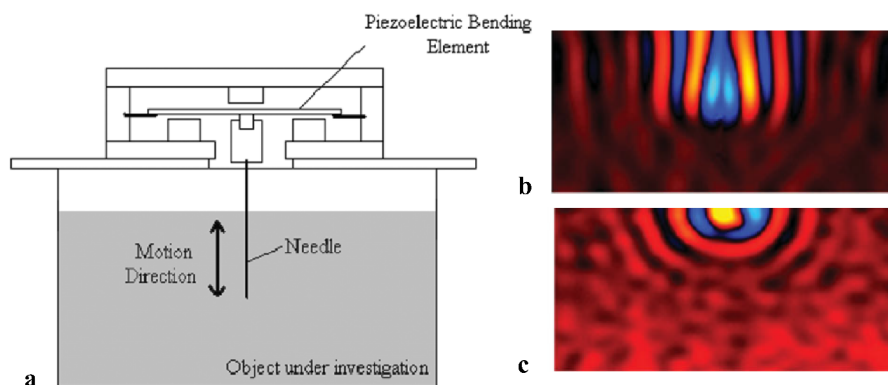 Piezoelectric Bending
Element
Motion
Direction
Needle
Object under investigation
a
b
c